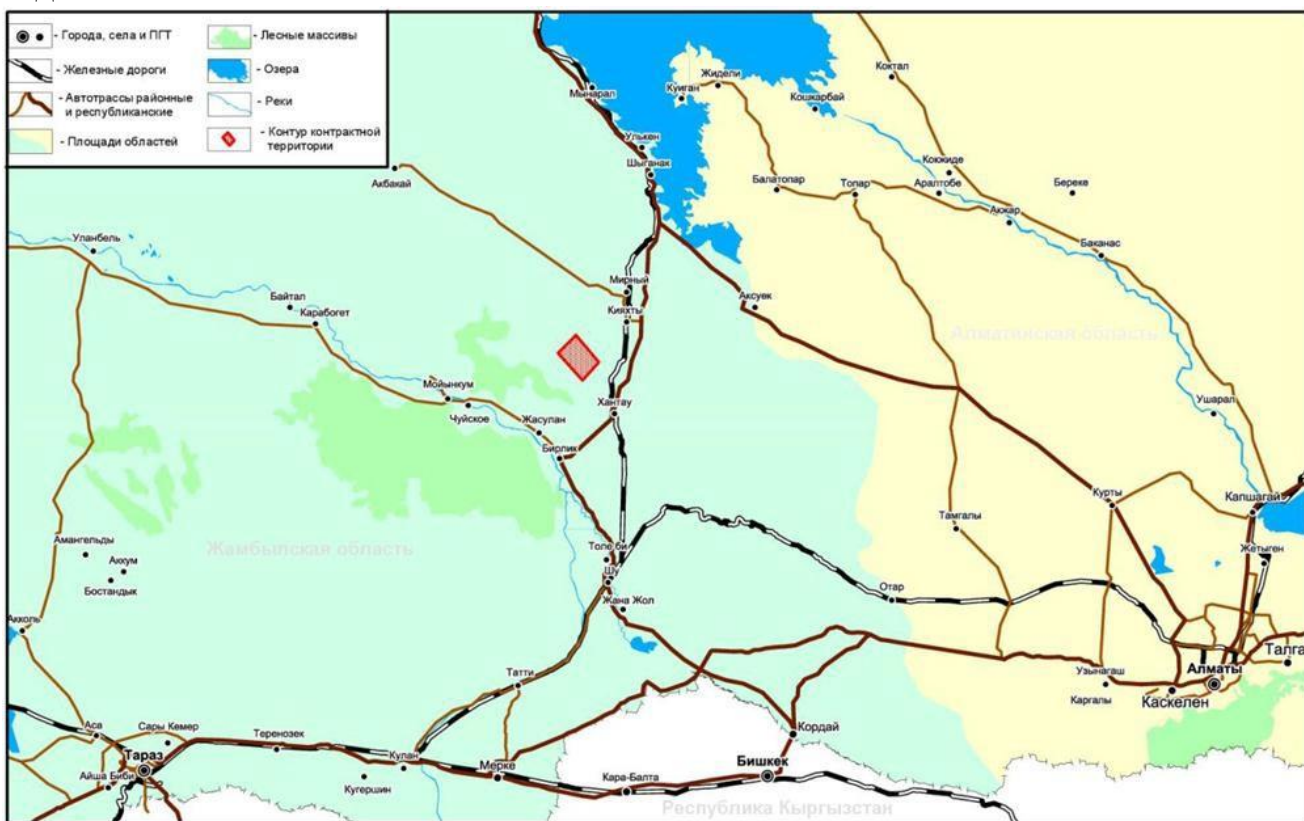 - Города, села и ПГТ
- Лесные массивы
- Железные дороги
- Озера
- Автотрассы районные
и республиканские
- Реки
- Площади областей
- Контур контрактной
территории
Коктал
Жидели
Куиган
Мынарал
Кошкарбай
Улькен
Шыганак
Кокжиде
Акбакай
Балатопар
Топар
Аралтобе
Береке
Акжар
Уланбель
Баканас
Мирный
Байтал
Карабогет
Кияхты
Аксуек
Алматинская область
Мойынкум
Чуйское
Хантау
Ушарал
Жасулан
Бирлик
Курты
Капшагай
Тамгалы
Амангельды
Аккум
Бостандык
Жамбылская область
Толе би
Шу
Жетыген
Жана Жол
Отар
Акколь
Татти
Узынагаш
Каргалы
Алматы
Талга
Каскелен
Аса
Сары Кемер
Теренозек
Тараз
Айша Биби
Кулан
Кугершин
Мерке
Кордай
Бишкек
Кара-Балта
Республика Кыргызстан